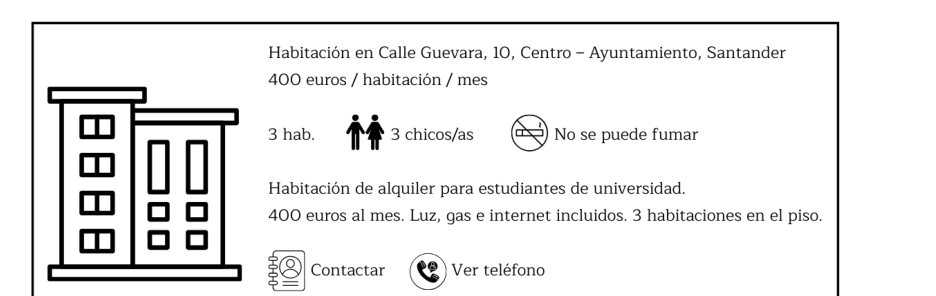 Habitación en Calle Guevara, 10, Centro – Ayuntamiento, Santander
400 euros / habitación / mes
3 hab. 3 chicos/as No se puede fumar
Habitación de alquiler para estudiantes de universidad.
400 euros al mes. Luz, gas e internet incluidos. 3 habitaciones en el piso.
Contactar Ver teléfono